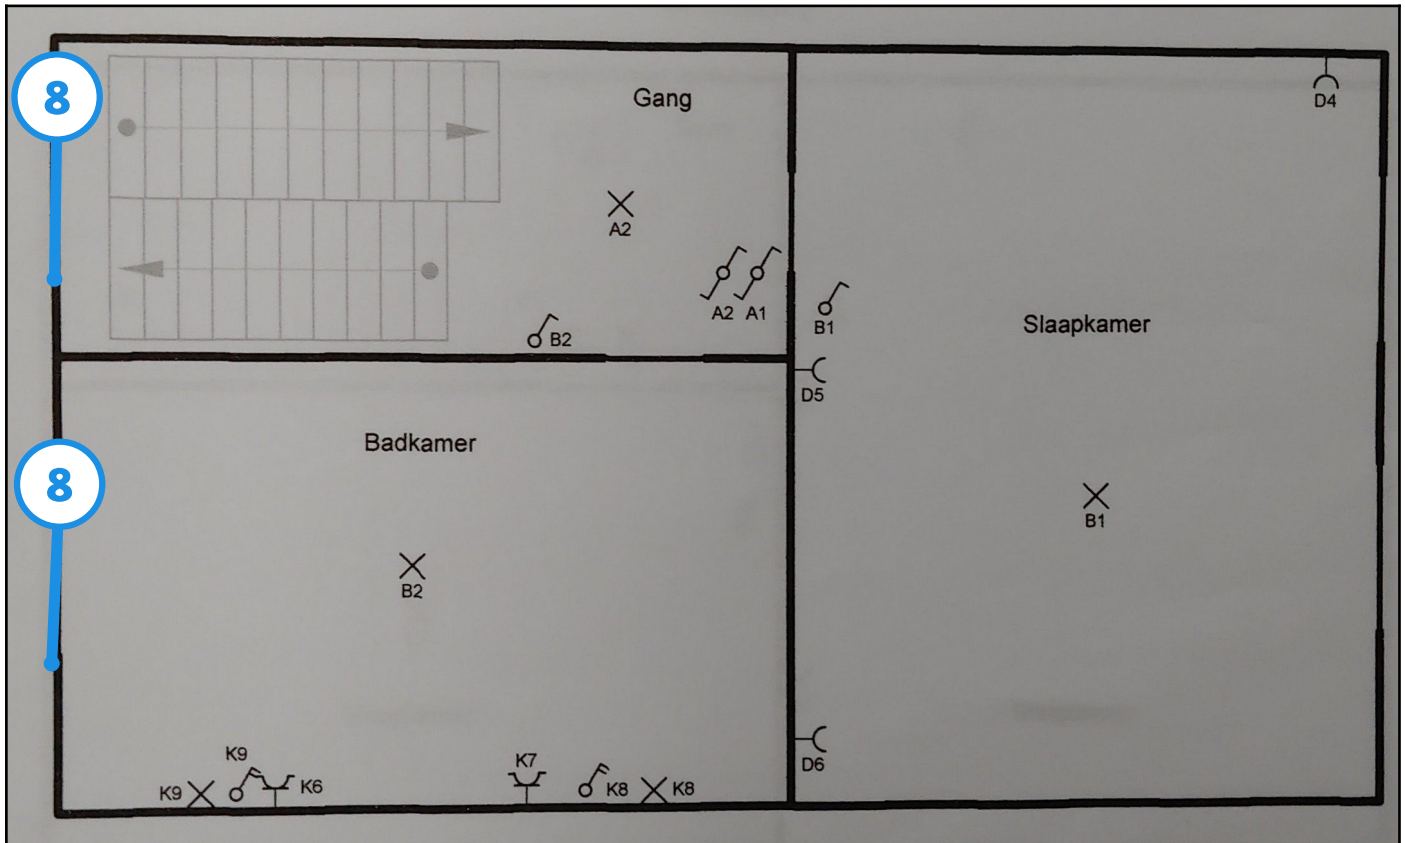 8
Gang
D4
A2
A2 A1
B2
B1
Slaapkamer
D5
Badkamer
8
B1
B2
D6
K9
K7
K9
K6
K8
K8